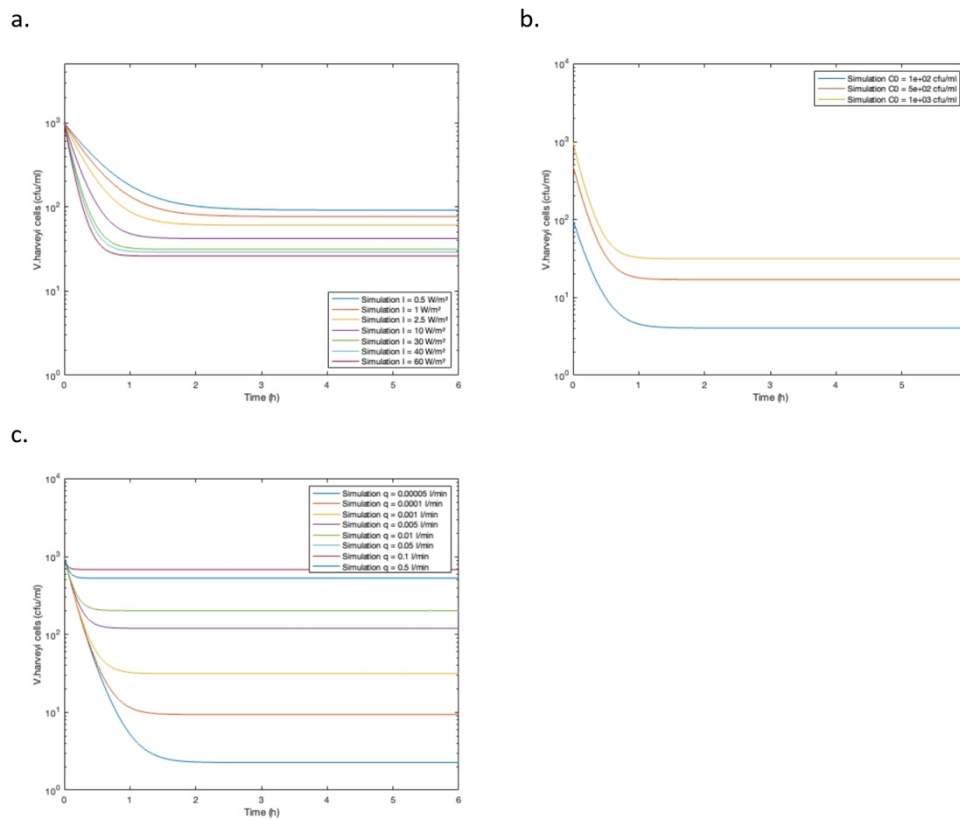 a.
V.harveyi cells (cfu/ml)
10³
10²
10¹
10⁰
Simulation I = 0.5 W/m²
Simulation I = 1 W/m²
Simulation I = 2.5 W/m²
Simulation I = 10 W/m²
Simulation I = 30 W/m²
Simulation I = 40 W/m²
Simulation I = 60 W/m²
0 1 2 3 4 5 6
Time (h)
b.
V.harveyi cells (cfu/ml)
10⁴
10³
10²
10¹
10⁰
Simulation C0 = 1e+02 cfu/ml
Simulation C0 = 5e+02 cfu/ml
Simulation C0 = 1e+03 cfu/ml
0 1 2 3 4 5
Time (h)
c.
V.harveyi cells (cfu/ml)
10⁴
10³
10²
10¹
10⁰
Simulation q = 0.00005 l/min
Simulation q = 0.0001 l/min
Simulation q = 0.001 l/min
Simulation q = 0.005 l/min
Simulation q = 0.01 l/min
Simulation q = 0.05 l/min
Simulation q = 0.1 l/min
Simulation q = 0.5 l/min
0 1 2 3 4 5 6
Time (h)